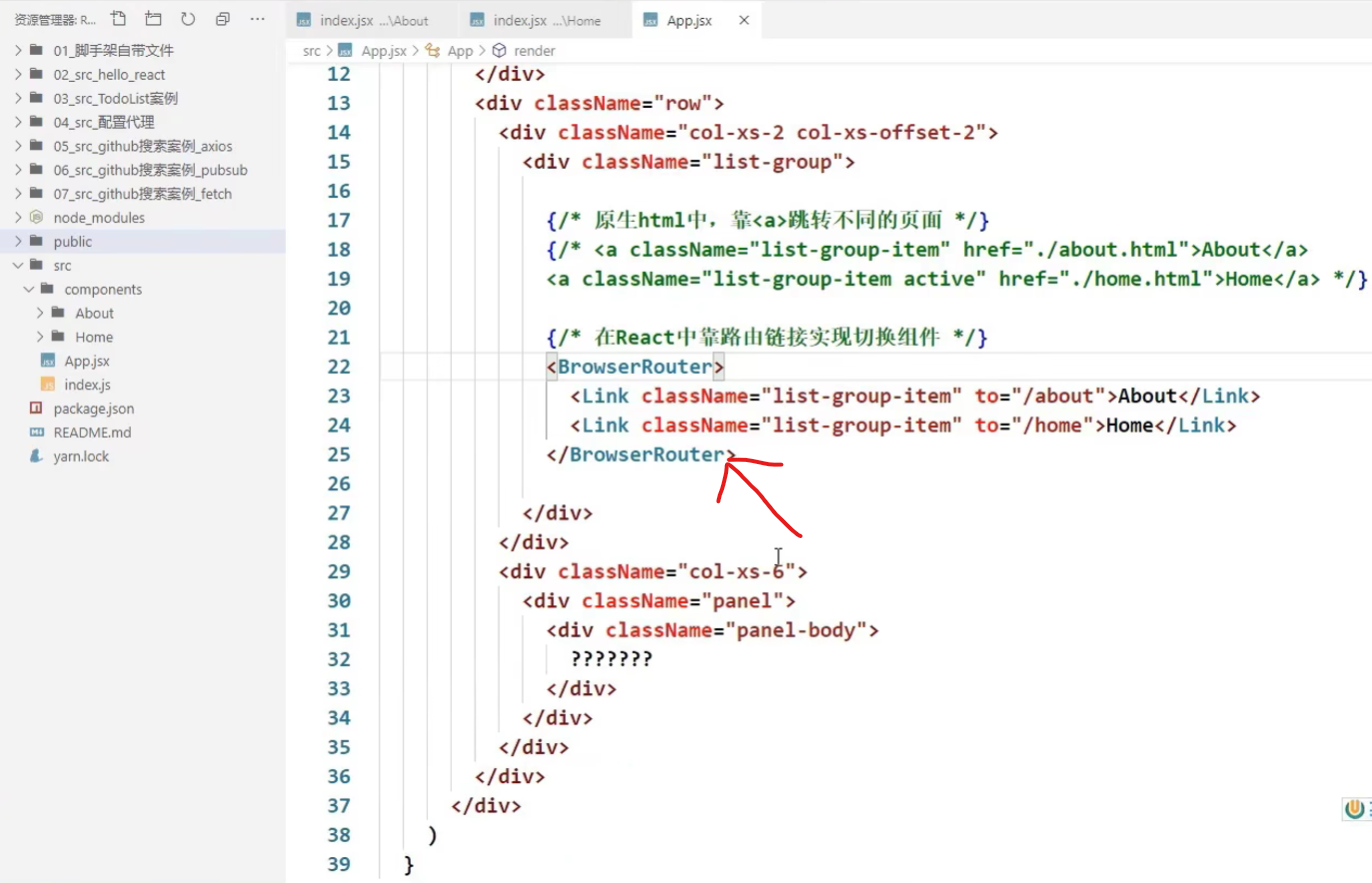 资源管理器: R...
01_脚手架自带文件
02_src_hello_react
03_src_TodoList案例
04_src_配置代理
05_src_github搜索案例_axios
06_src_github搜索案例_pubsub
07_src_github搜索案例_fetch
node_modules
public
src
components
About
Home
App.jsx
index.js
package.json
README.md
yarn.lock
index.jsx ...\About
index.jsx ...\Home
App.jsx
src > App.jsx > App > render
12 </div>
13 <div className="row">
14 <div className="col-xs-2 col-xs-offset-2">
15 <div className="list-group">
16
17 {/* 原生html中，靠<a>跳转不同的页面 */}
18 {/* <a className="list-group-item" href="./about.html">About</a>
19 <a className="list-group-item active" href="./home.html">Home</a> */}
20
21 {/* 在React中靠路由链接实现切换组件 */}
22 <BrowserRouter>
23 <Link className="list-group-item" to="/about">About</Link>
24 <Link className="list-group-item" to="/home">Home</Link>
25 </BrowserRouter>
26
27 </div>
28 </div>
29 <div className="col-xs-6">
30 <div className="panel">
31 <div className="panel-body">
32 ???????
33 </div>
34 </div>
35 </div>
36 </div>
37 </div>
38 )
39 }